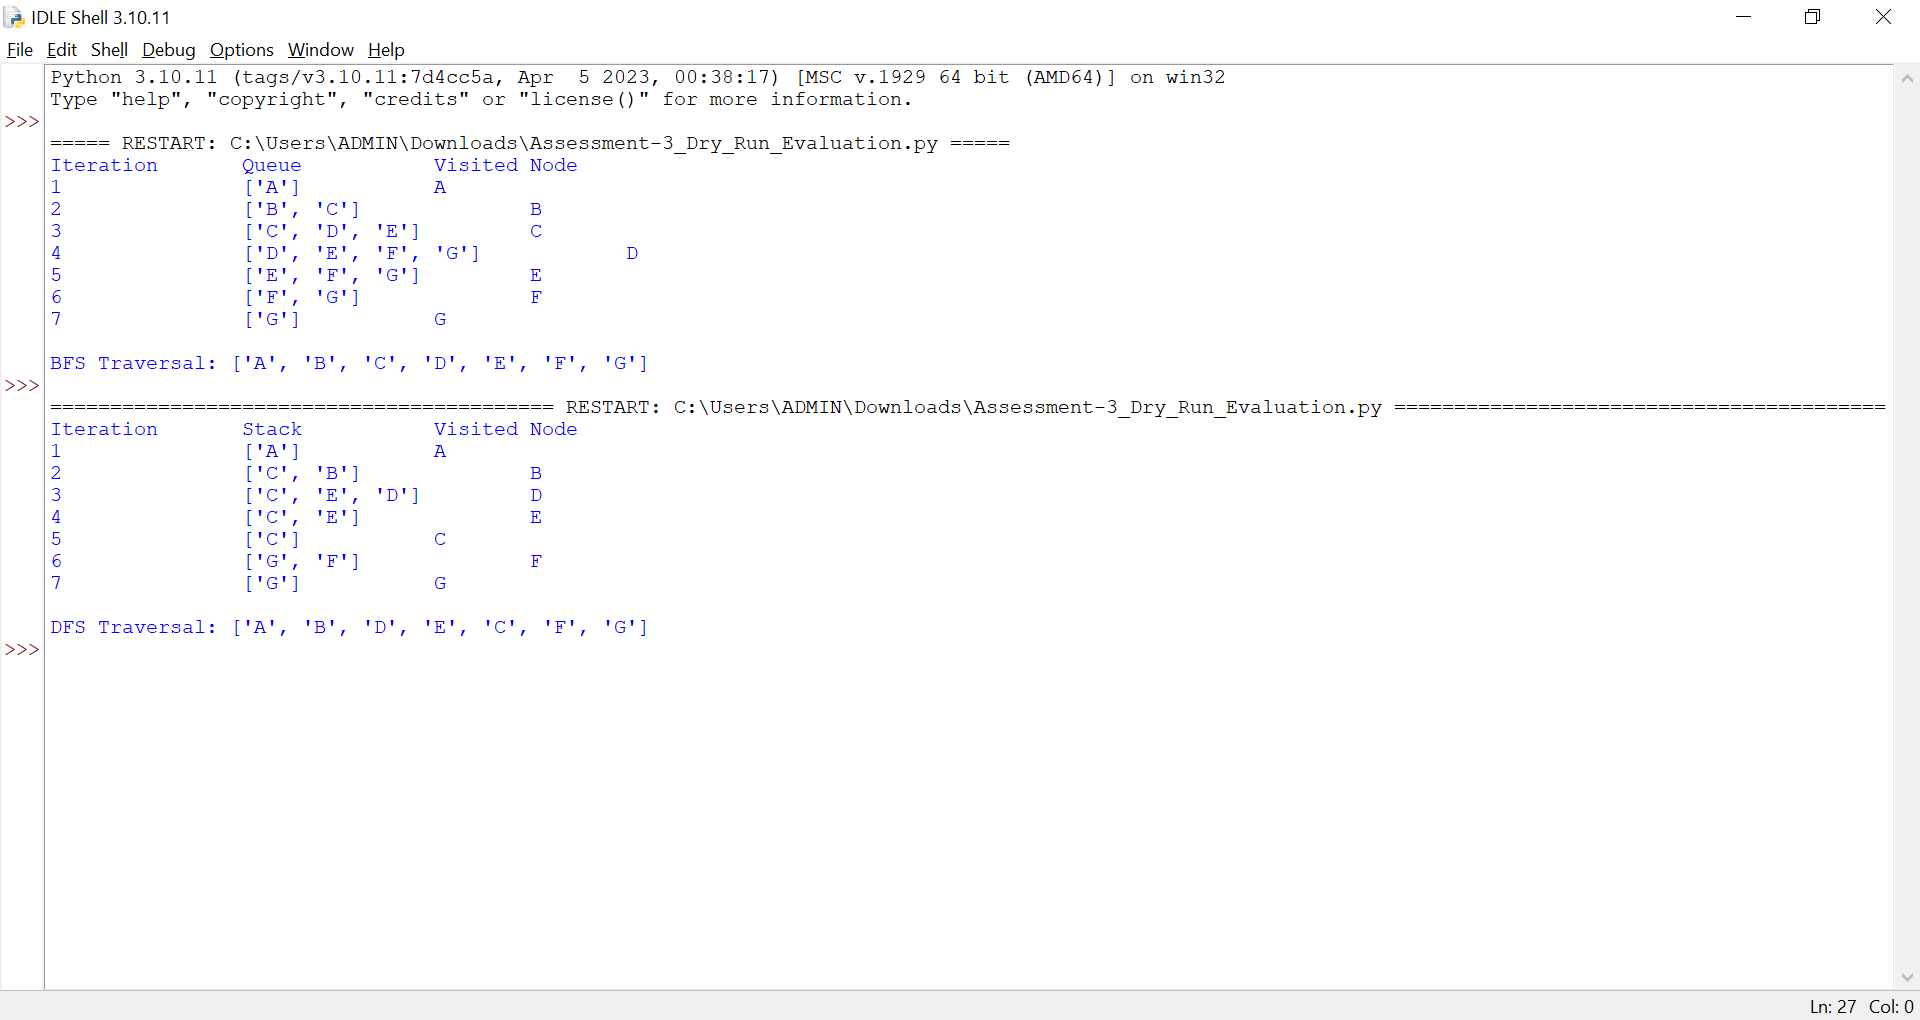 IDLE Shell 3.10.11
File Edit Shell Debug Options Window Help
Python 3.10.11 (tags/v3.10.11:7d4cc5a, Apr  5 2023, 00:38:17) [MSC v.1929 64 bit (AMD64)] on win32
Type "help", "copyright", "credits" or "license()" for more information.
>>>
===== RESTART: C:\Users\ADMIN\Downloads\Assessment-3_Dry_Run_Evaluation.py =====
Iteration       Queue           Visited Node
1               ['A']           A
2               ['B', 'C']              B
3               ['C', 'D', 'E']         C
4               ['D', 'E', 'F', 'G']            D
5               ['E', 'F', 'G']         E
6               ['F', 'G']              F
7               ['G']           G
BFS Traversal: ['A', 'B', 'C', 'D', 'E', 'F', 'G']
>>>
========================================== RESTART: C:\Users\ADMIN\Downloads\Assessment-3_Dry_Run_Evaluation.py =========================================
Iteration       Stack           Visited Node
1               ['A']           A
2               ['C', 'B']              B
3               ['C', 'E', 'D']         D
4               ['C', 'E']              E
5               ['C']           C
6               ['G', 'F']              F
7               ['G']           G
DFS Traversal: ['A', 'B', 'D', 'E', 'C', 'F', 'G']
>>>
Ln: 27 Col: 0